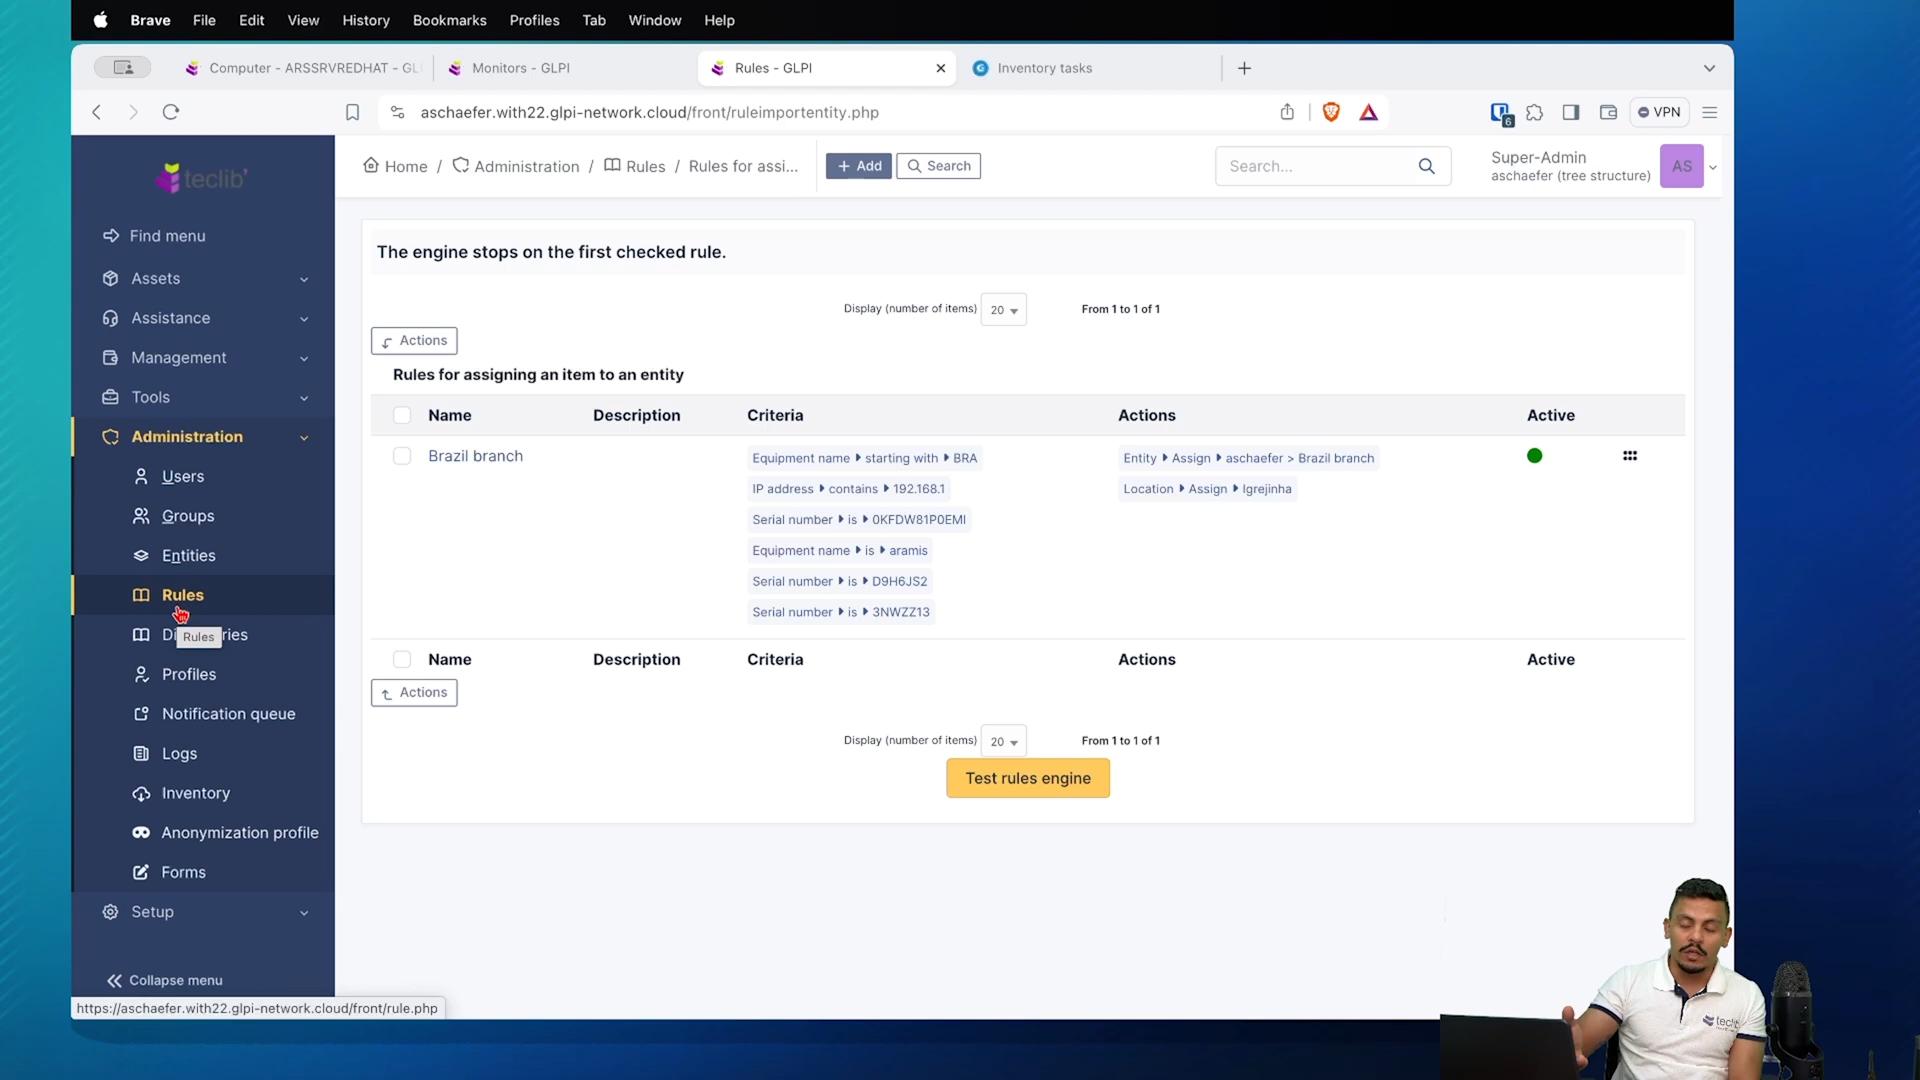 Brave File Edit View History Bookmarks Profiles Tab Window Help
Computer - ARSSRVREDHAT - GL
Monitors - GLPI
Rules - GLPI
Inventory tasks
aschaefer.with22.glpi-network.cloud/front/ruleimportentity.php
6
VPN
teclib'
Home / Administration / Rules / Rules for assi...
+ Add
Search
Search...
Super-Admin
aschaefer (tree structure)
AS
Find menu
Assets
Assistance
Management
Tools
Administration
Users
Groups
Entities
Rules
Rules
Profiles
Notification queue
Logs
Inventory
Anonymization profile
Forms
Setup
Collapse menu
https://aschaefer.with22.glpi-network.cloud/front/rule.php
The engine stops on the first checked rule.
Display (number of items) 20 From 1 to 1 of 1
Actions
Rules for assigning an item to an entity
Name Description Criteria Actions Active
Brazil branch
Equipment name starting with BRA
IP address contains 192.168.1
Serial number is 0KFDW81P0EMI
Equipment name is aramis
Serial number is D9H6JS2
Serial number is 3NWZZ13
Entity Assign aschaefer > Brazil branch
Location Assign Igrejinha
Name Description Criteria Actions Active
Actions
Display (number of items) 20 From 1 to 1 of 1
Test rules engine
teclib